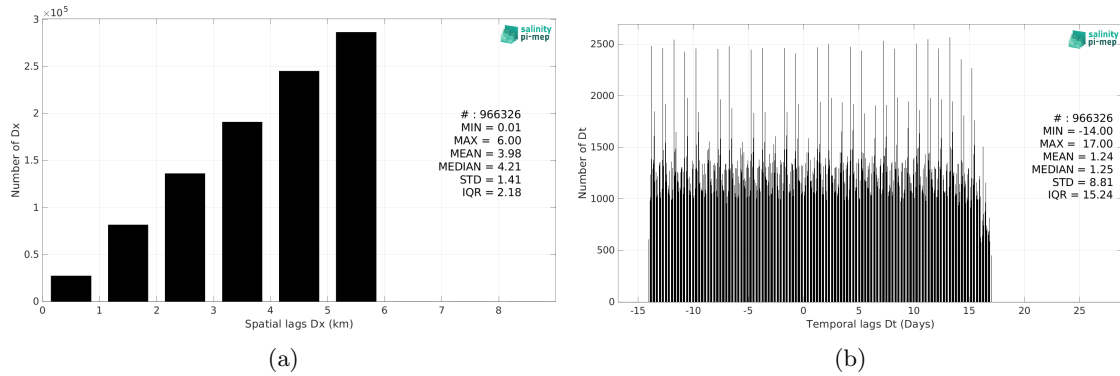 3 ×10^5
salinity
pi-mep
2.5
2
1.5
1
0.5
0
Number of Dx
# : 966326
MIN = 0.01
MAX = 6.00
MEAN = 3.98
MEDIAN = 4.21
STD = 1.41
IQR = 2.18
0 1 2 3 4 5 6 7 8
Spatial lags Dx (km)
(a)
salinity
pi-mep
2500
2000
1500
1000
500
0
Number of Dt
# : 966326
MIN = -14.00
MAX = 17.00
MEAN = 1.24
MEDIAN = 1.25
STD = 8.81
IQR = 15.24
-15 -10 -5 0 5 10 15 20 25
Temporal lags Dt (Days)
(b)